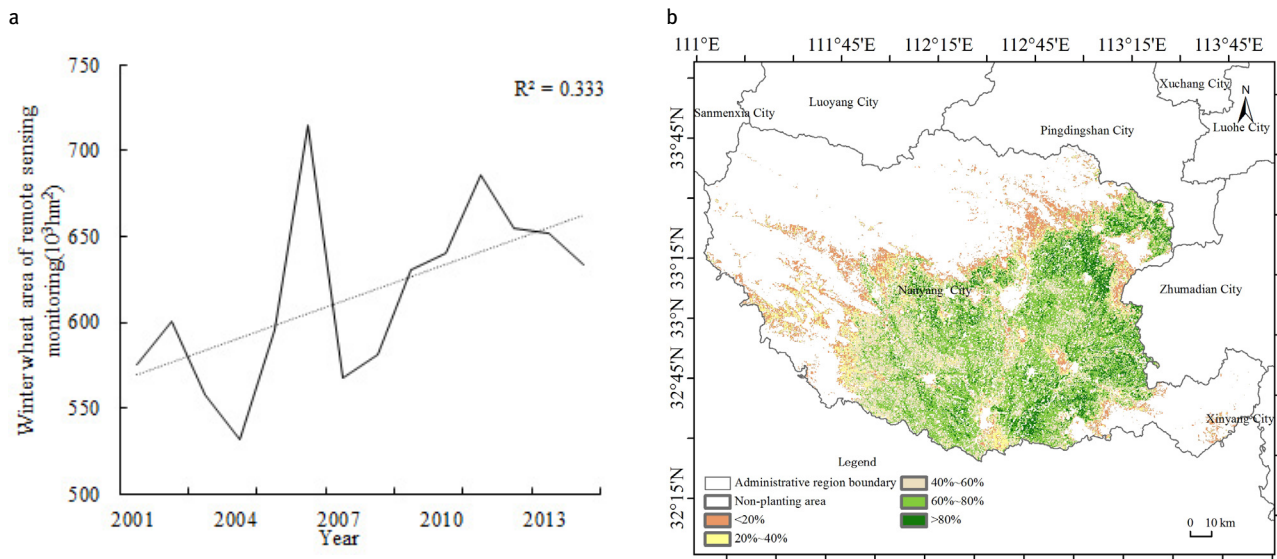 a
750
700
650
600
550
500
Winter wheat area of remote sensing
monitoring(10³hm²)
R² = 0.333
2001
2004
2007
2010
2013
Year
b
111°E
111°45'E
112°15'E
112°45'E
113°15'E
113°45'E
33°45'N
33°15'N
33°N
32°45'N
32°15'N
Xuchang City
N
Luoyang City
Sanmenxia City
Pingdingshan City
Luohe City
Nanyang City
Zhumadian City
Xinyang City
Legend
Administrative region boundary
Non-planting area
<20%
20%~40%
40%~60%
60%~80%
>80%
0 10 km